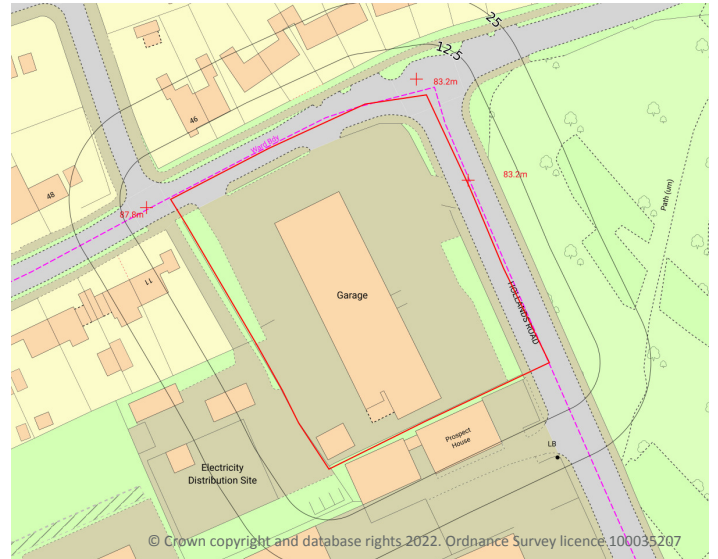 25
12.5
83.2m
46
Ward Bdy
48
83.2m
Path (um)
87.8m
11
Garage
HOLLANDS ROAD
Prospect
House
LB
Electricity
Distribution Site
© Crown copyright and database rights 2022. Ordnance Survey licence 100035207